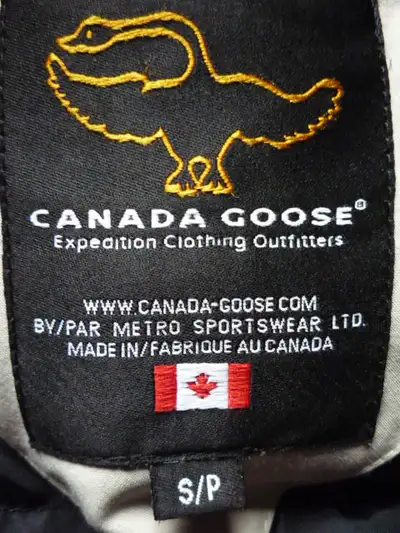 CANADA GOOSE®
Expedition Clothing Outfitters
WWW.CANADA-GOOSE.COM
BY/PAR METRO SPORTSWEAR LTD.
MADE IN/FABRIQUE AU CANADA
S/P